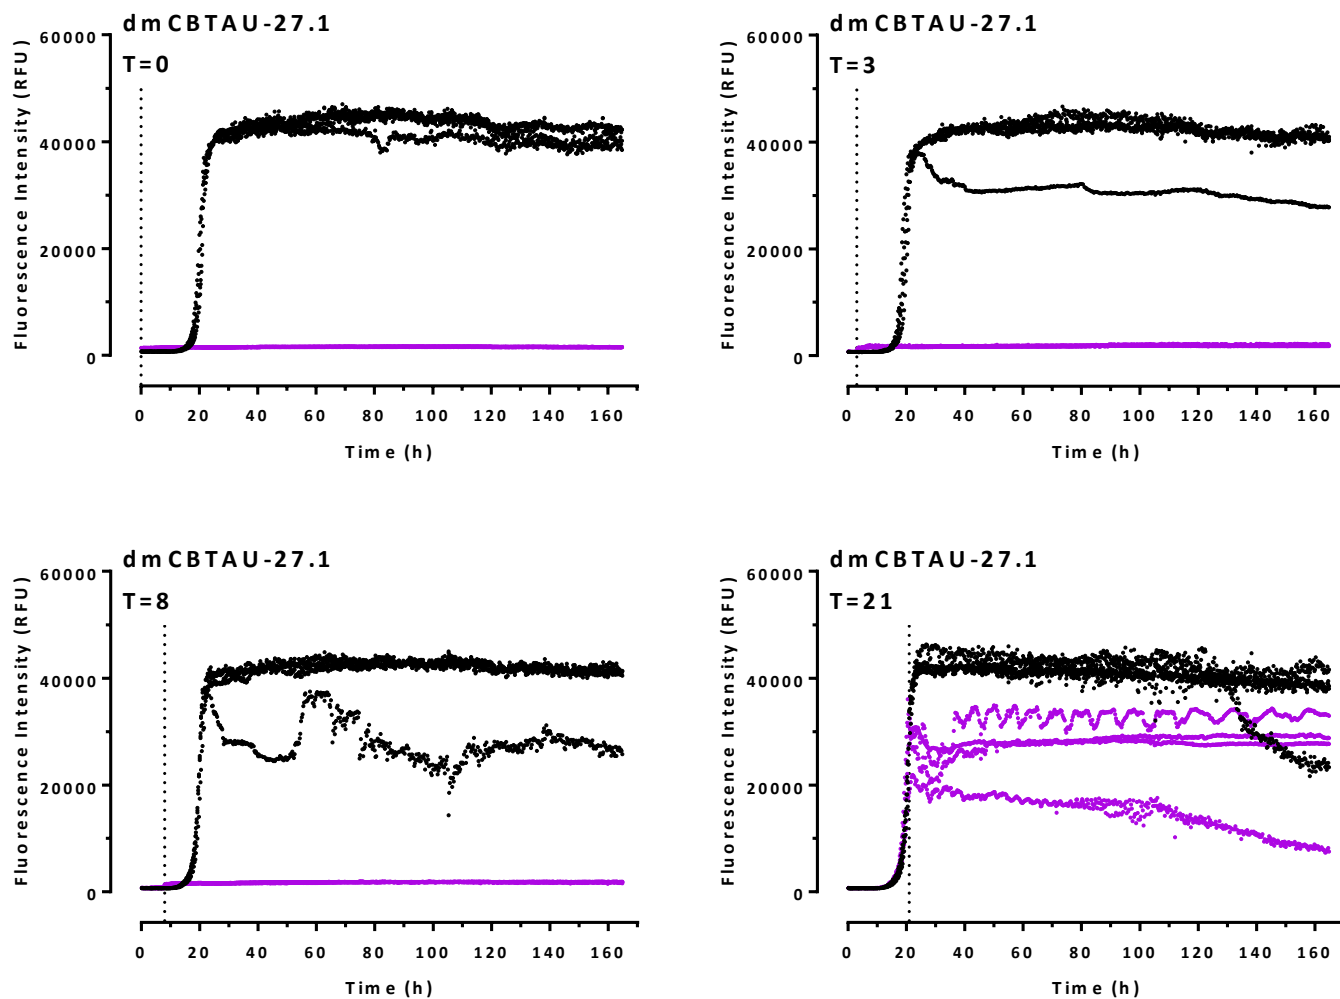 dmCBTAU-27.1
T=0
Fluorescence Intensity (RFU)
60000
40000
20000
0
0 20 40 60 80 100 120 140 160
Time (h)
dmCBTAU-27.1
T=3
Fluorescence Intensity (RFU)
60000
40000
20000
0
0 20 40 60 80 100 120 140 160
Time (h)
dmCBTAU-27.1
T=8
Fluorescence Intensity (RFU)
60000
40000
20000
0
0 20 40 60 80 100 120 140 160
Time (h)
dmCBTAU-27.1
T=21
Fluorescence Intensity (RFU)
60000
40000
20000
0
0 20 40 60 80 100 120 140 160
Time (h)